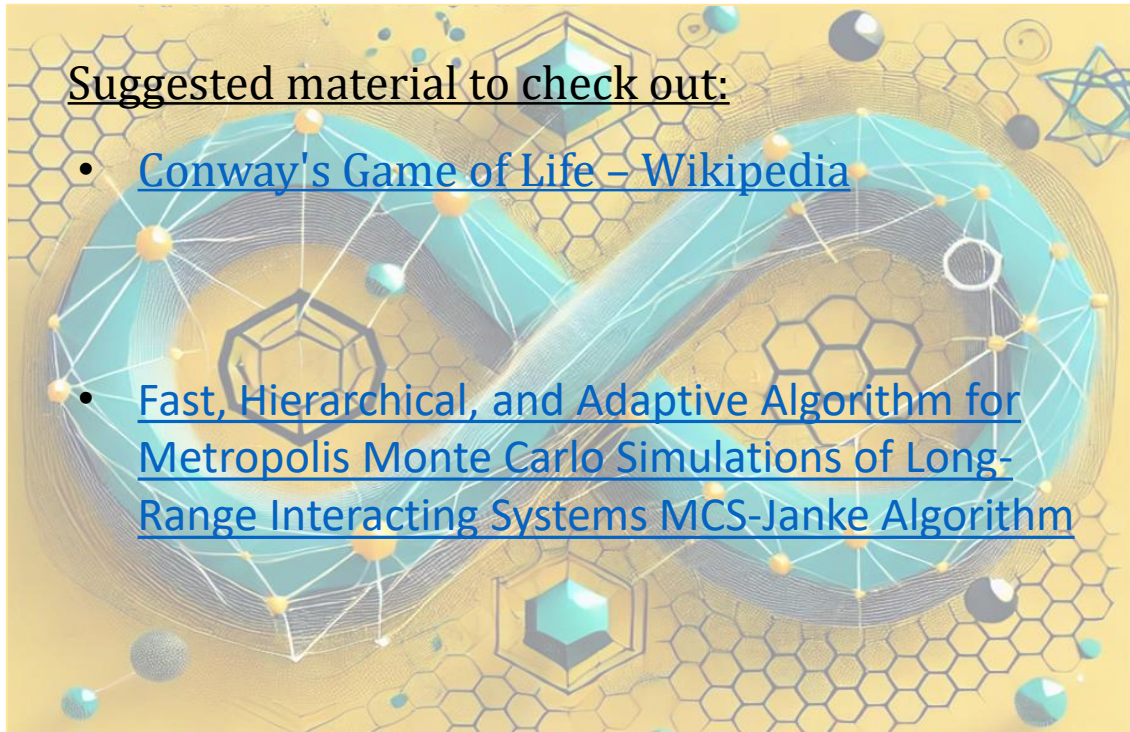 Suggested material to check out:
• Conway's Game of Life – Wikipedia
• Fast, Hierarchical, and Adaptive Algorithm for
Metropolis Monte Carlo Simulations of Long-
Range Interacting Systems MCS-Janke Algorithm